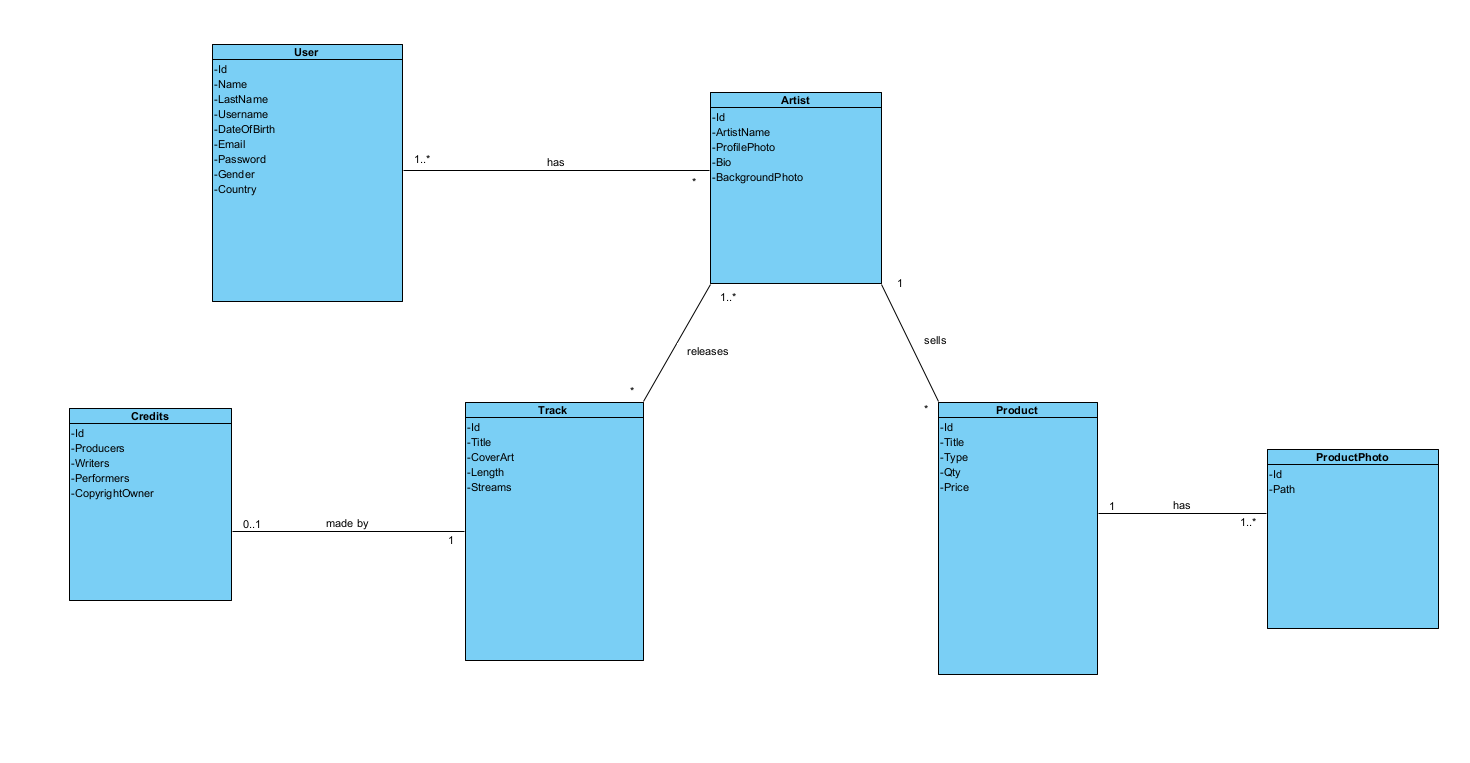 User
-Id
-Name
-LastName
-Username
-DateOfBirth
-Email
-Password
-Gender
-Country
1..*
has
*
Artist
-Id
-ArtistName
-ProfilePhoto
-Bio
-BackgroundPhoto
1..*
releases
*
1
sells
*
Credits
-Id
-Producers
-Writers
-Performers
-CopyrightOwner
0..1
made by
1
Track
-Id
-Title
-CoverArt
-Length
-Streams
Product
-Id
-Title
-Type
-Qty
-Price
1
has
1..*
ProductPhoto
-Id
-Path